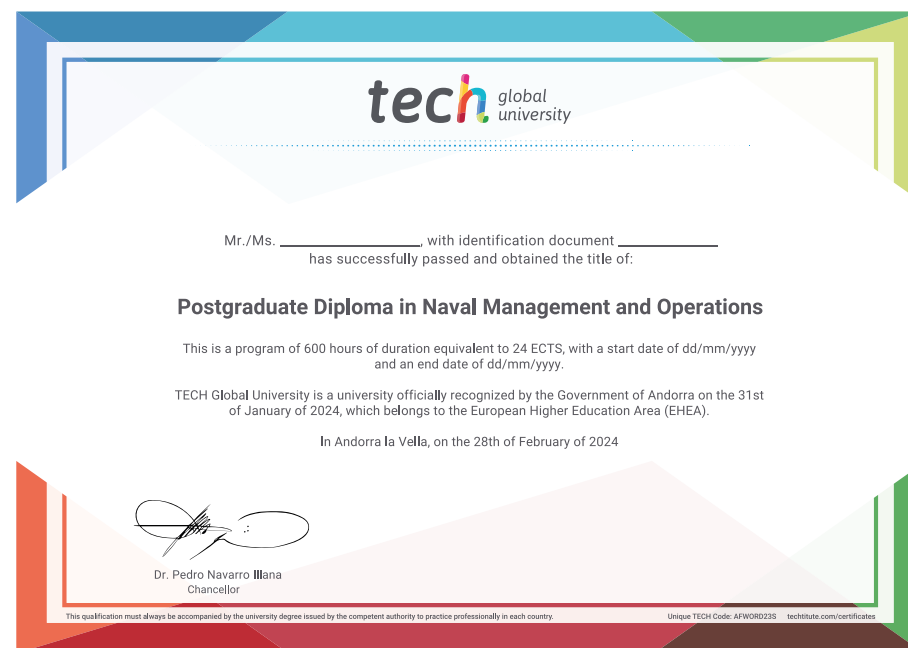 tech global
university
Mr./Ms. ____________________, with identification document ______________
has successfully passed and obtained the title of:
Postgraduate Diploma in Naval Management and Operations
This is a program of 600 hours of duration equivalent to 24 ECTS, with a start date of dd/mm/yyyy
and an end date of dd/mm/yyyy.
TECH Global University is a university officially recognized by the Government of Andorra on the 31st
of January of 2024, which belongs to the European Higher Education Area (EHEA).
In Andorra la Vella, on the 28th of February of 2024
Dr. Pedro Navarro Illana
Chancellor
This qualification must always be accompanied by the university degree issued by the competent authority to practice professionally in each country.
Unique TECH Code: AFWORD23S techtitute.com/certificates